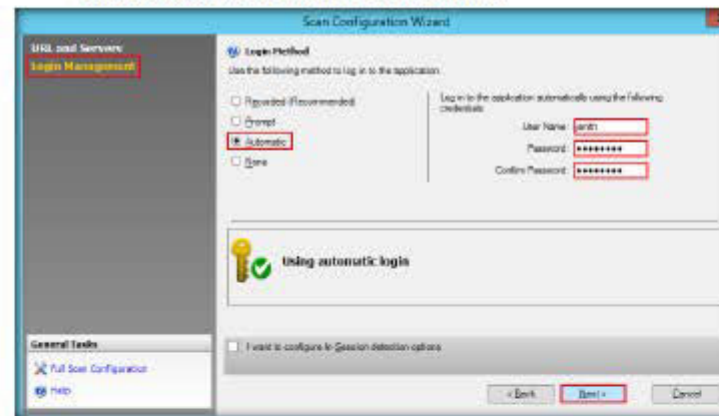 Scan Configuration Wizard
URL and Servers
Login Management
Login Method
Use the following method to log in to the application:
Recorded (Recommended)
Prompt
Automatic
None
Log in to the application automatically using the following
credentials:
User Name:
Password: ••••••••
Confirm Password: ••••••••
Using automatic login
General Tasks
Full Scan Configuration
Help
I want to configure In-Session detection options
< Back
Next >
Cancel